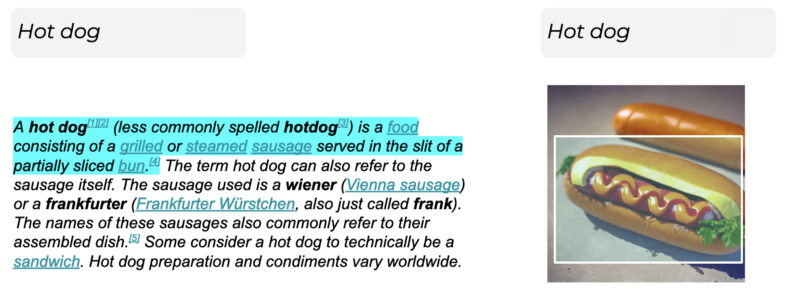 Hot dog
Hot dog
A hot dog[1][2] (less commonly spelled hotdog[3]) is a food
consisting of a grilled or steamed sausage served in the slit of a
partially sliced bun.[4] The term hot dog can also refer to the
sausage itself. The sausage used is a wiener (Vienna sausage)
or a frankfurter (Frankfurter Würstchen, also just called frank).
The names of these sausages also commonly refer to their
assembled dish.[5] Some consider a hot dog to technically be a
sandwich. Hot dog preparation and condiments vary worldwide.